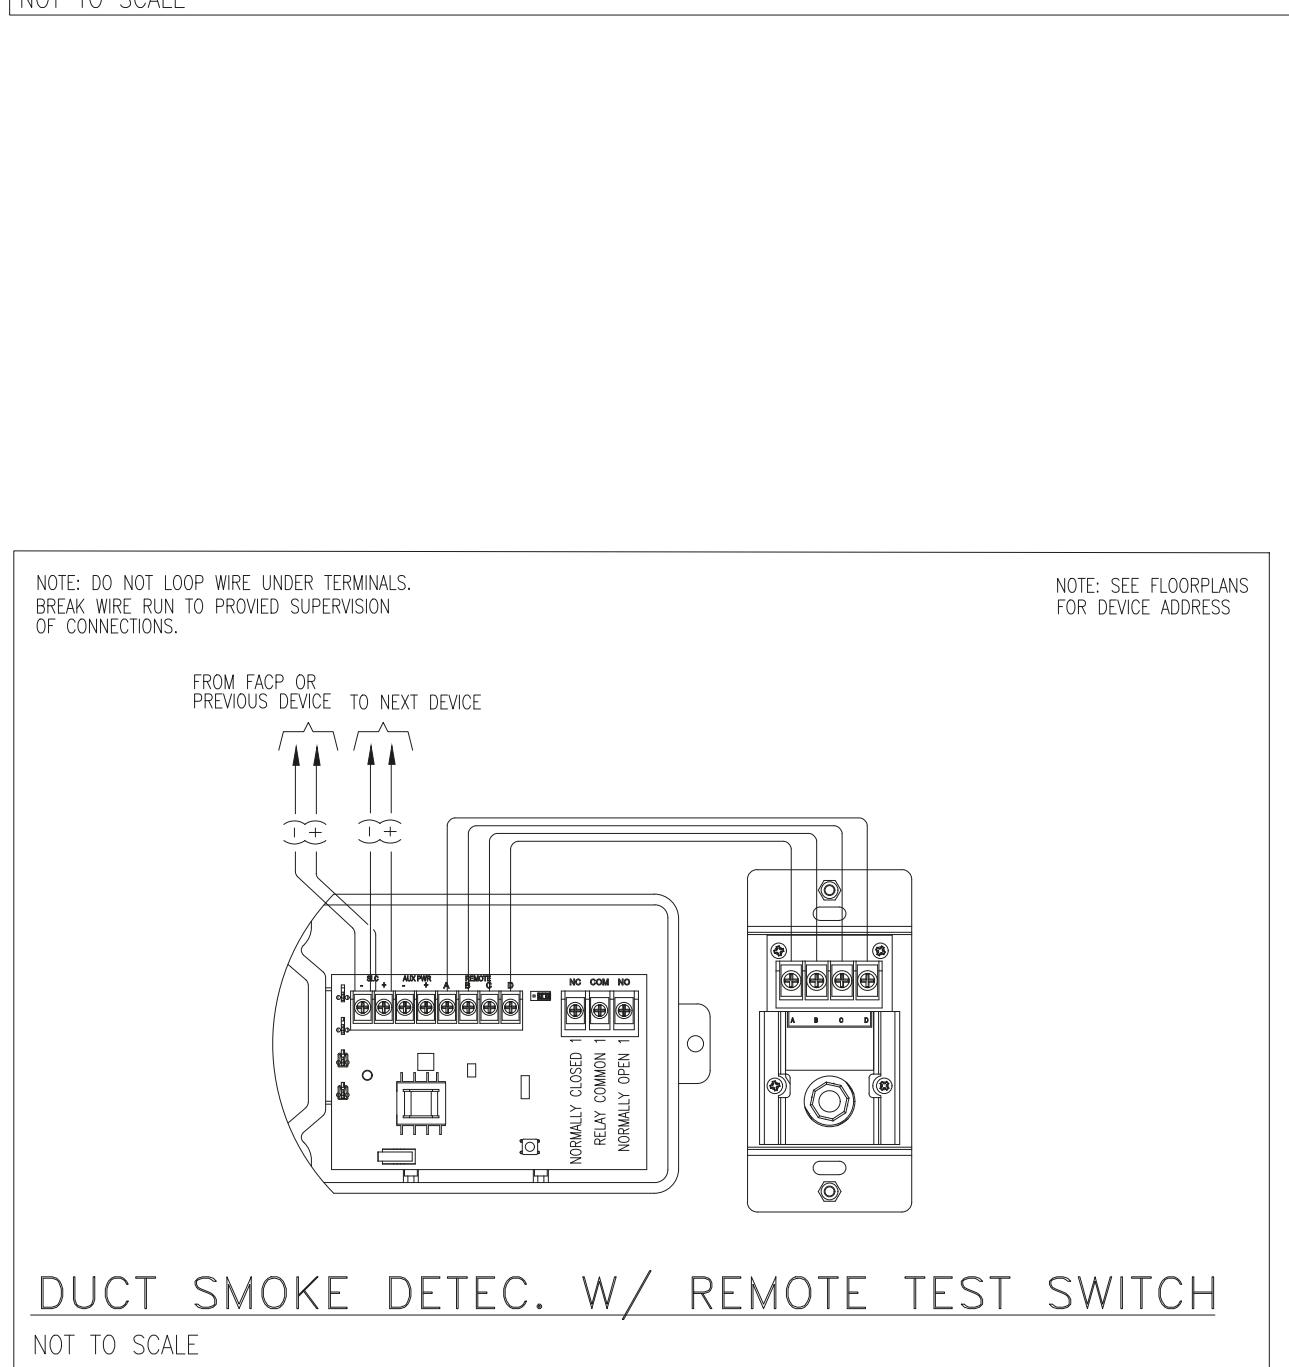 NOT TO SCALE
NOTE: DO NOT LOOP WIRE UNDER TERMINALS.
BREAK WIRE RUN TO PROVIED SUPERVISION
OF CONNECTIONS.
NOTE: SEE FLOORPLANS
FOR DEVICE ADDRESS
FROM FACP OR
PREVIOUS DEVICE
TO NEXT DEVICE
(-) (+) (-) (+)
SLC AUX PWR REMOTE
- + - + A B C D
NC COM NO
NORMALLY CLOSED 1
RELAY COMMON 1
NORMALLY OPEN 1
A B C D
DUCT SMOKE DETEC. W/ REMOTE TEST SWITCH
NOT TO SCALE